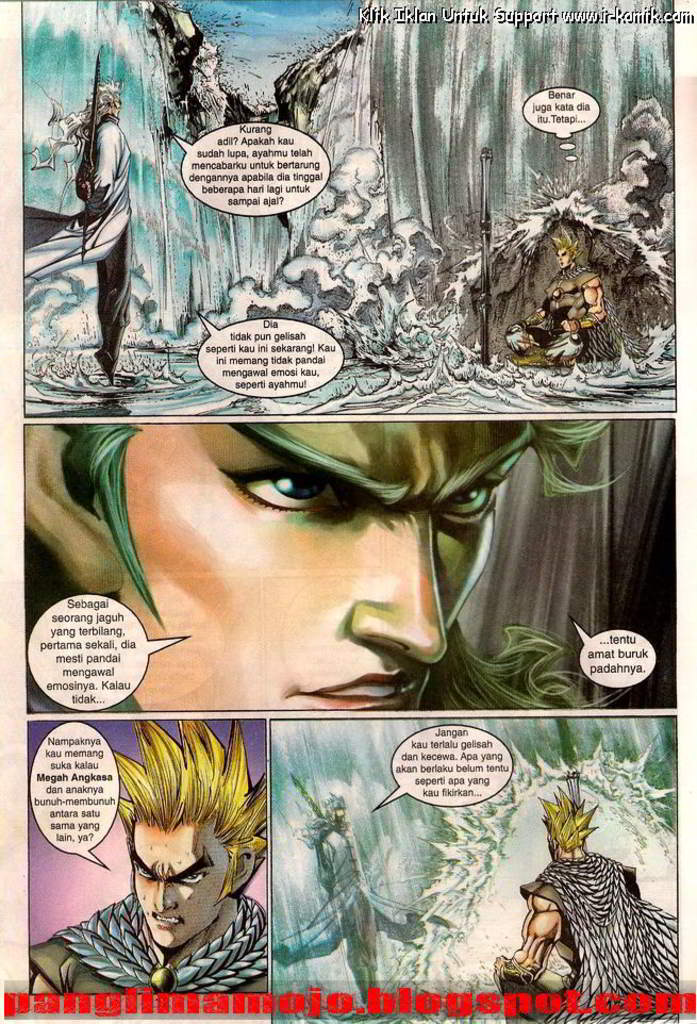 Klik Iklan Untuk Support www.i-komik.com
Kurang
adil? Apakah kau
sudah lupa, ayahmu telah
mencabarku untuk bertarung
dengannya apabila dia tinggal
beberapa hari lagi untuk
sampai ajal?
Benar
juga kata dia
itu.Tetapi...
Dia
tidak pun gelisah
seperti kau ini sekarang! Kau
ini memang tidak pandai
mengawal emosi kau,
seperti ayahmu!
Sebagai
seorang jaguh
yang terbilang,
pertama sekali, dia
mesti pandai
mengawal
emosinya. Kalau
tidak...
...tentu
amat buruk
padahnya.
Nampaknya
kau memang
suka kalau
Megah Angkasa
dan anaknya
bunuh-membunuh
antara satu
sama yang
lain, ya?
Jangan
kau terlalu gelisah
dan kecewa. Apa yang
akan berlaku belum tentu
seperti apa yang
kau fikirkan...
panglimamojo.blogspot.com